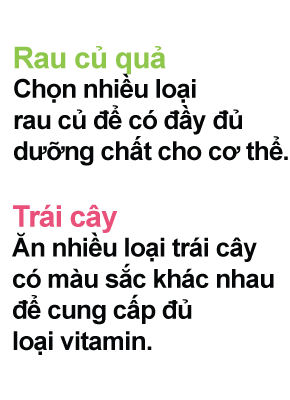 Rau củ quả
Chọn nhiều loại
rau củ để có đầy đủ
dưỡng chất cho cơ thể.
Trái cây
Ăn nhiều loại trái cây
có màu sắc khác nhau
để cung cấp đủ
loại vitamin.